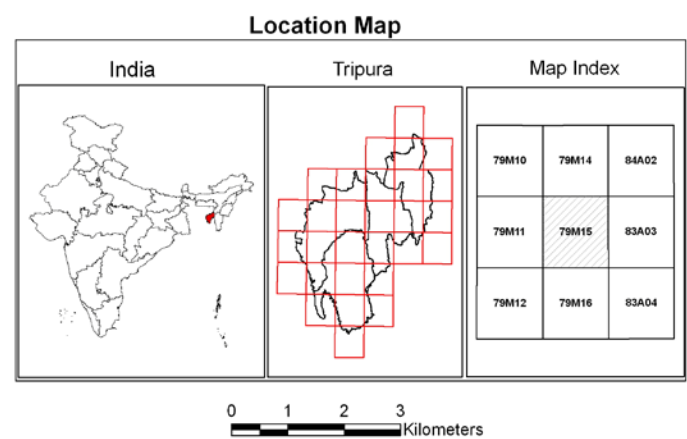 Location Map
India
Tripura
Map Index
79M10 79M14 84A02
79M11 79M15 83A03
79M12 79M16 83A04
0 1 2 3
Kilometers